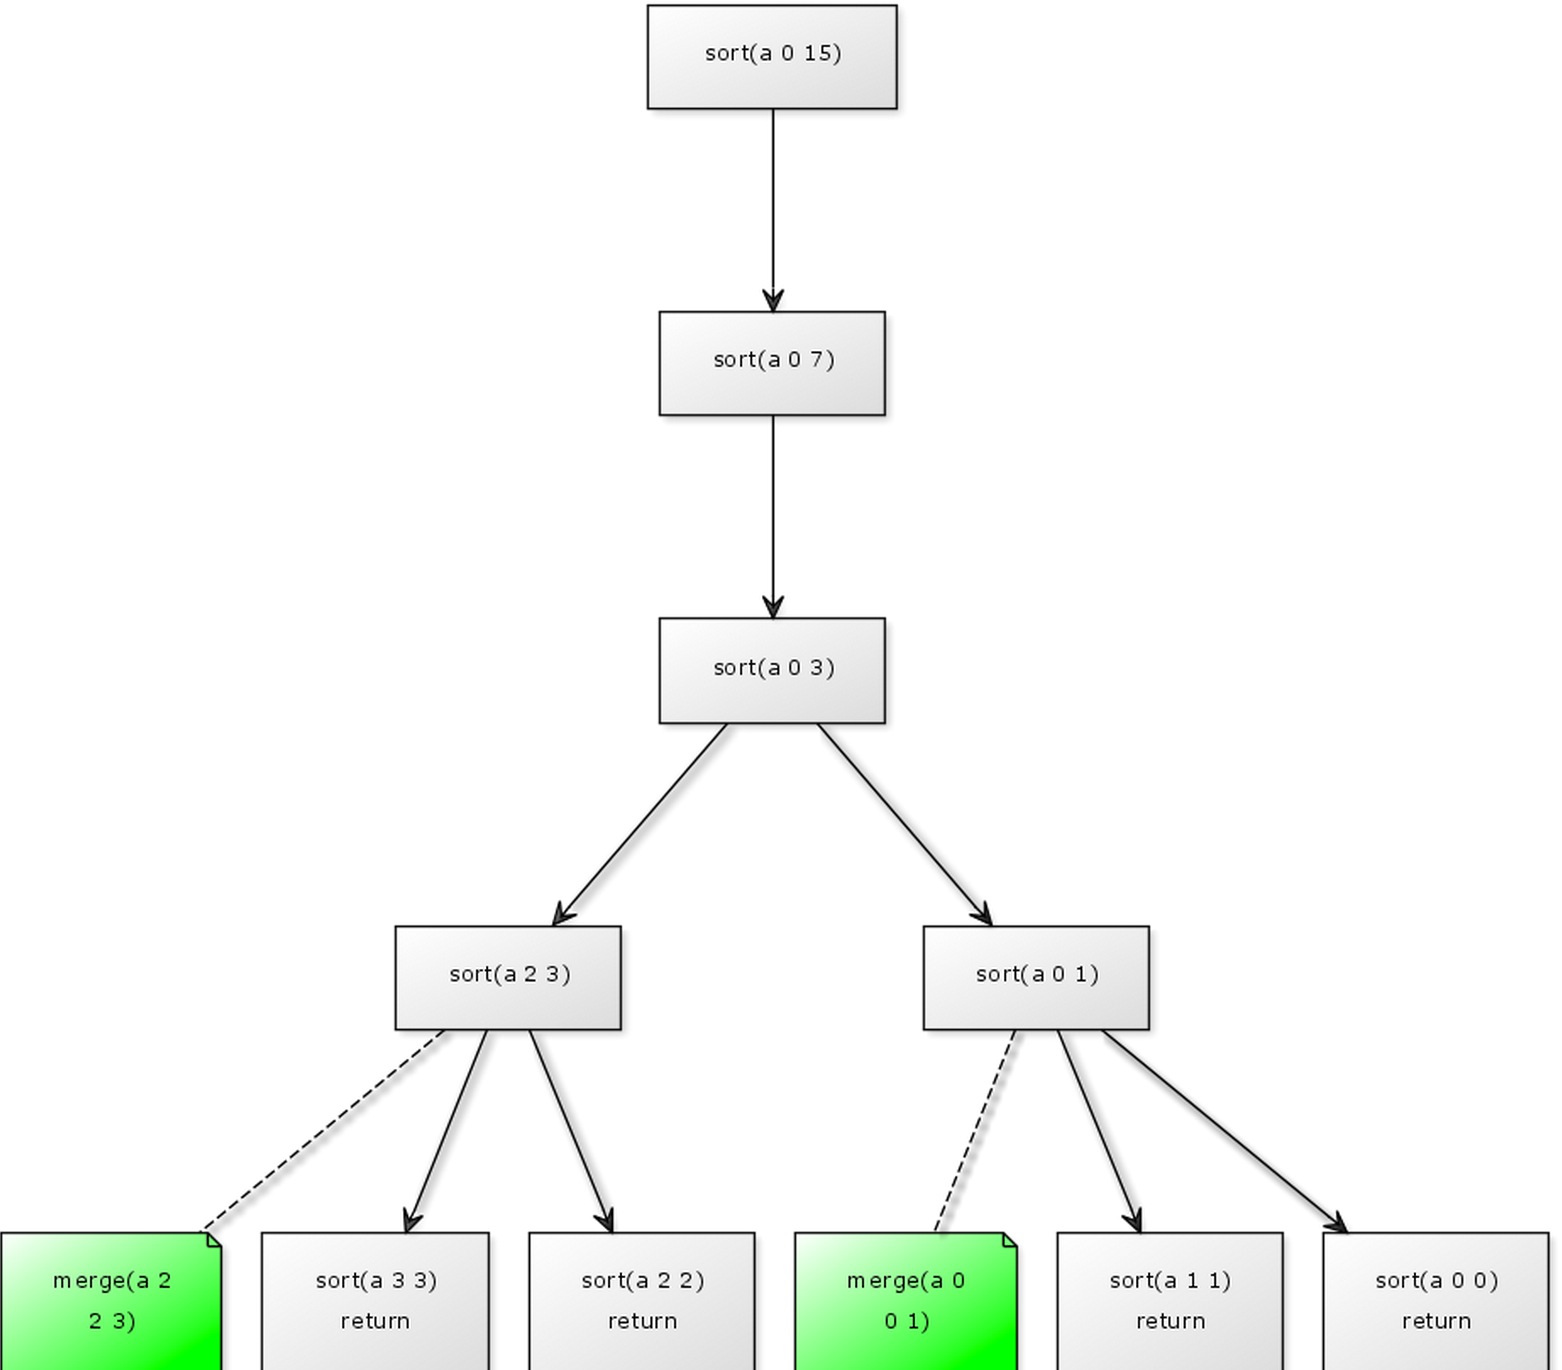 sort(a 0 15)
sort(a 0 7)
sort(a 0 3)
sort(a 2 3)
sort(a 0 1)
merge(a 2
2 3)
sort(a 3 3)
return
sort(a 2 2)
return
merge(a 0
0 1)
sort(a 1 1)
return
sort(a 0 0)
return